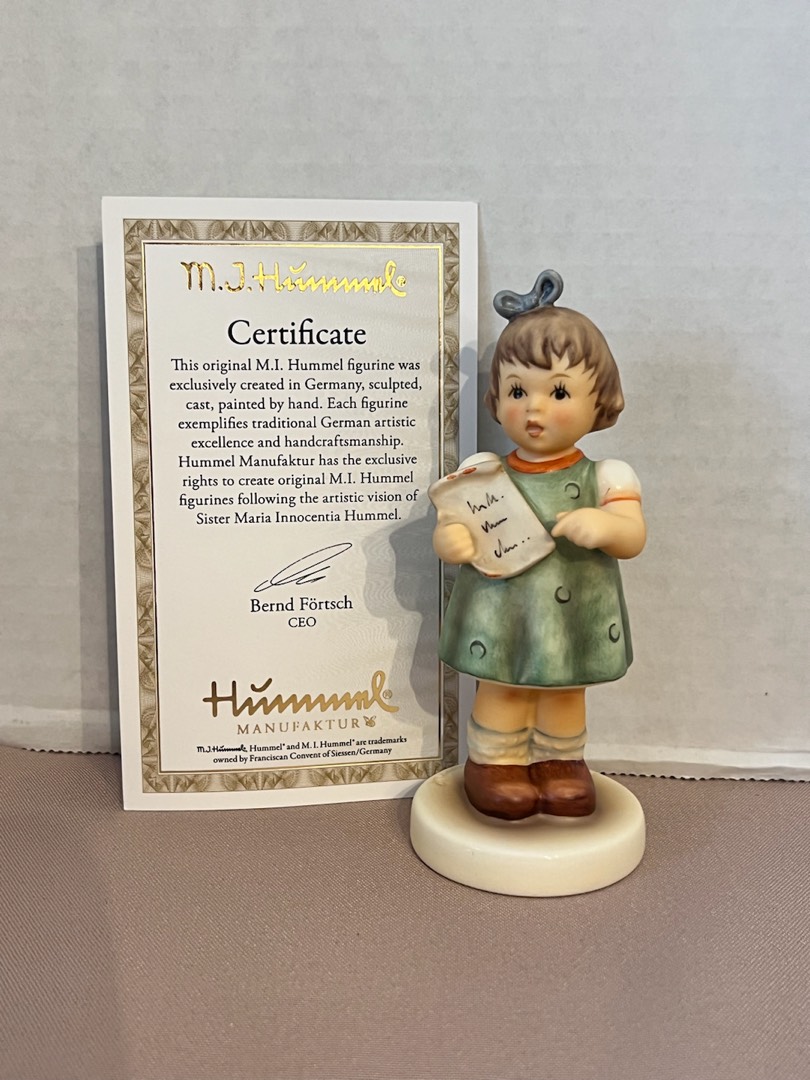 M.J.Hummel®
Certificate
This original M.I. Hummel figurine was
exclusively created in Germany, sculpted,
cast, painted by hand. Each figurine
exemplifies traditional German artistic
excellence and handcraftsmanship.
Hummel Manufaktur has the exclusive
rights to create original M.I. Hummel
figurines following the artistic vision of
Sister Maria Innocentia Hummel.
Bernd Förtsch
CEO
Hummel®
MANUFAKTUR
M.J.Hummel® Hummel® and M. I. Hummel® are trademarks
owned by Franciscan Convent of Siessen/Germany